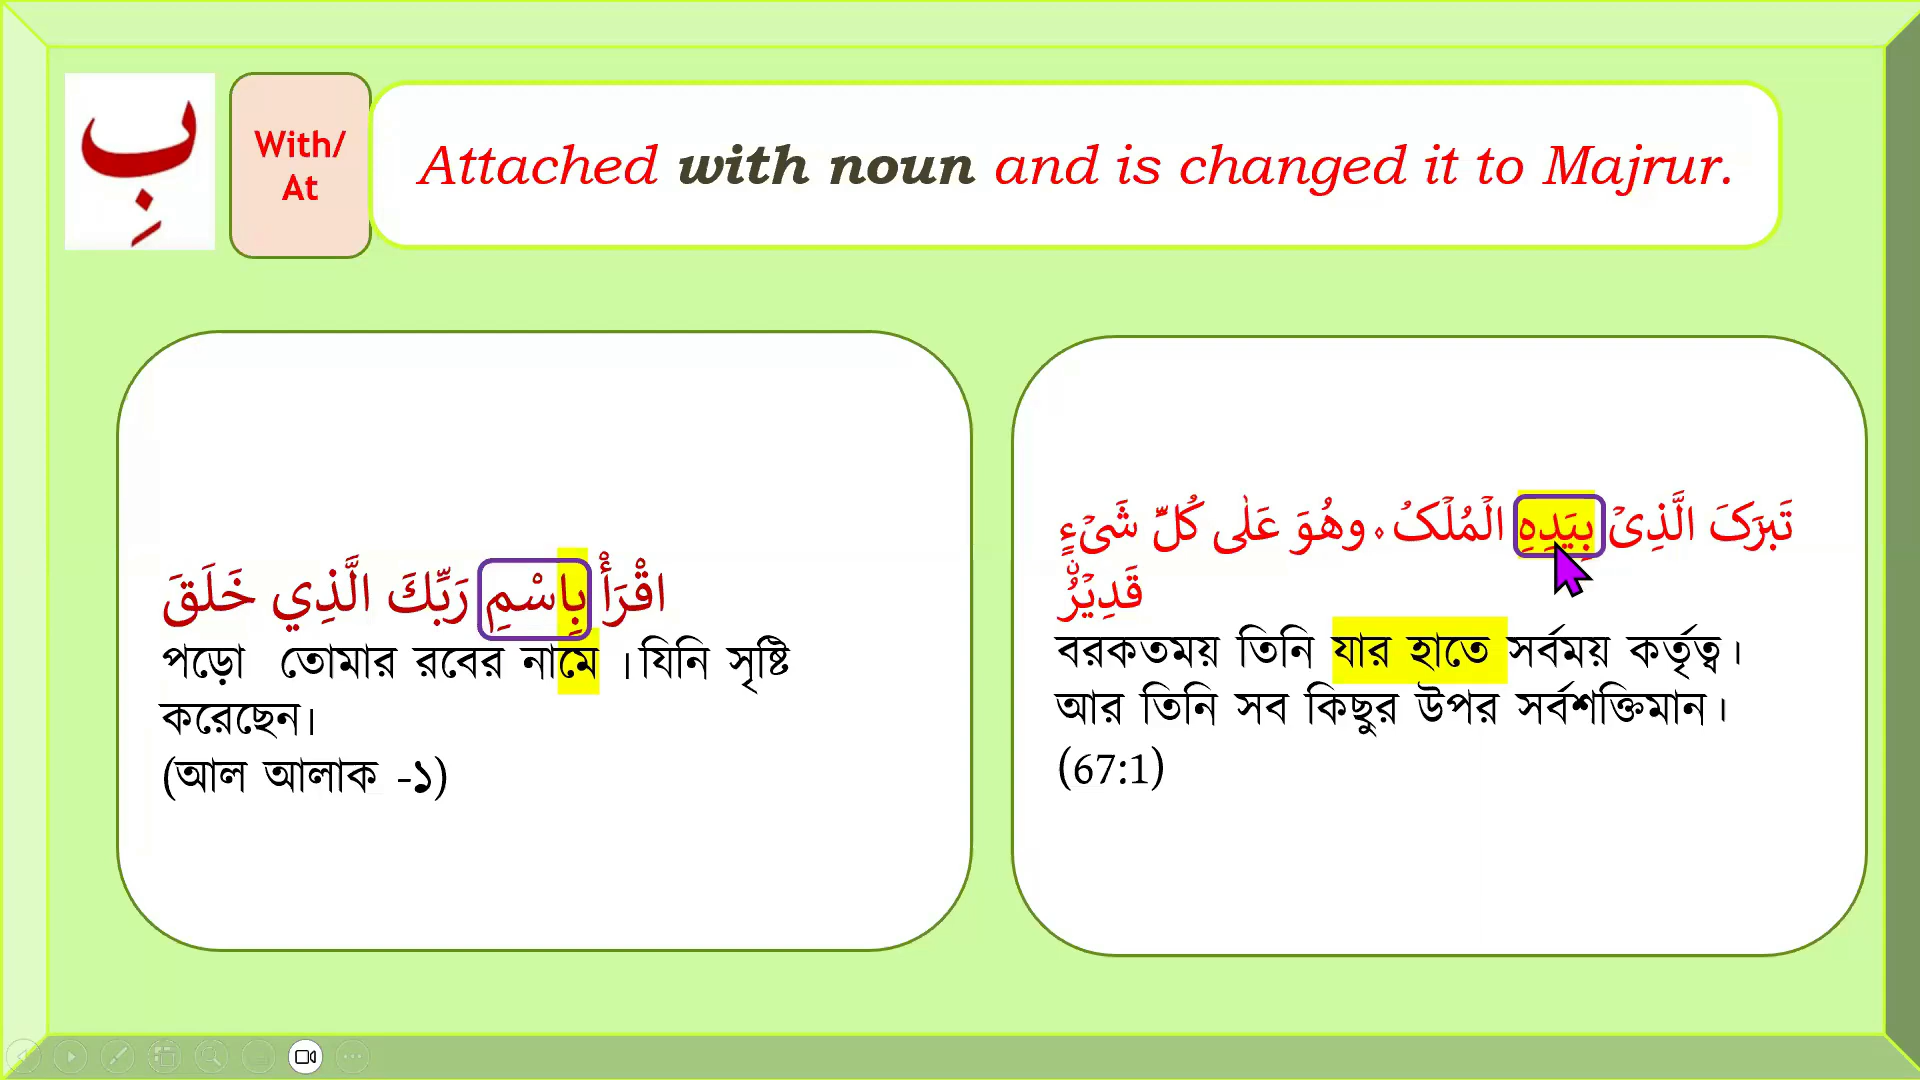 بِ
With/
At
Attached with noun and is changed it to Majrur.
اقْرَأْ بِاسْمِ رَبِّكَ الَّذِي خَلَقَ
পড়ো তোমার রবের নামে । যিনি সৃষ্টি
করেছেন।
(আল আলাক -১)
تَبٰرَکَ الَّذِیۡ بِیَدِہِ الۡمُلۡکُ ۫ وَهُوَ عَلٰی کُلِّ شَیۡءٍ
قَدِیۡرُۨ
বরকতময় তিনি যার হাতে সর্বময় কর্তৃত্ব।
আর তিনি সব কিছুর উপর সর্বশক্তিমান।
(67:1)